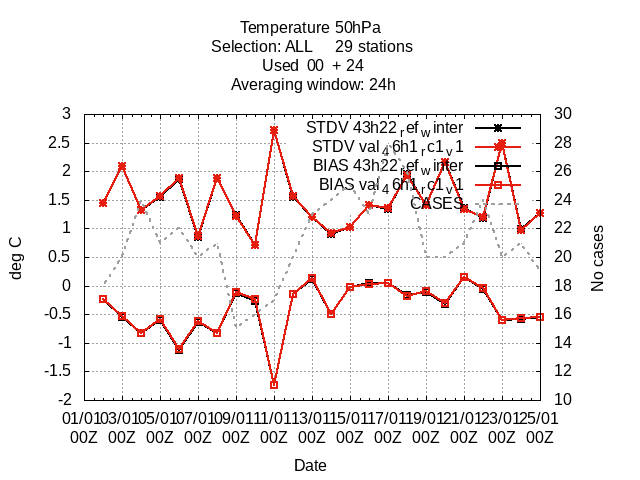 Temperature 50hPa
Selection: ALL 29 stations
Used 00 + 24
Averaging window: 24h
3 30
STDV 43h22_ref_winter
2.5 28
STDV val_46h1_rc1_v1
2 26
BIAS 43h22_ref_winter
BIAS val_46h1_rc1_v1
1.5 24
CASES
1 22
0.5 20
0 18
-0.5 16
-1 14
-1.5 12
-2 10
deg C
No cases
01/01 03/01 05/01 07/01 09/01 11/01 13/01 15/01 17/01 19/01 21/01 23/01 25/01
00Z 00Z 00Z 00Z 00Z 00Z 00Z 00Z 00Z 00Z 00Z 00Z 00Z
Date